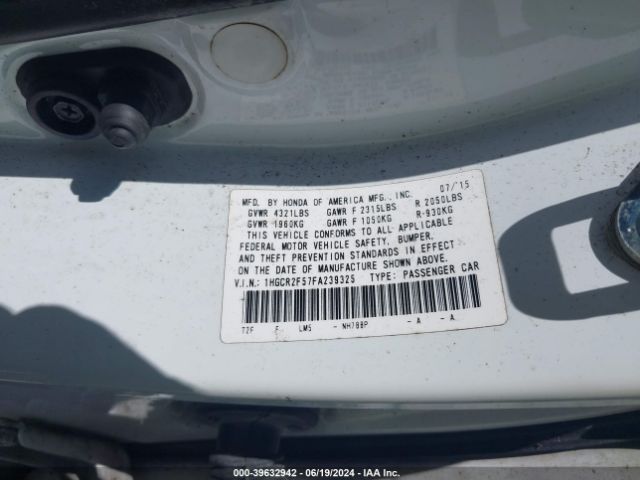 MFD. BY HONDA OF AMERICA MFG., INC. 07/'15
GVWR 4321LBS GAWR F 2315LBS R 2050LBS
GVWR 1960KG GAWR F 1050KG R-930KG
THIS VEHICLE CONFORMS TO ALL APPLICABLE
FEDERAL MOTOR VEHICLE SAFETY, BUMPER,
AND THEFT PREVENTION STANDARDS IN EFFECT
ON THE DATE OF MANUFACTURE SHOWN ABOVE.
V.I.N.: 1HGCR2F57FA239325 TYPE: PASSENGER CAR
T2F F LM5 - NH788P - A - A
000-39632942 - 06/19/2024 - IAA Inc.